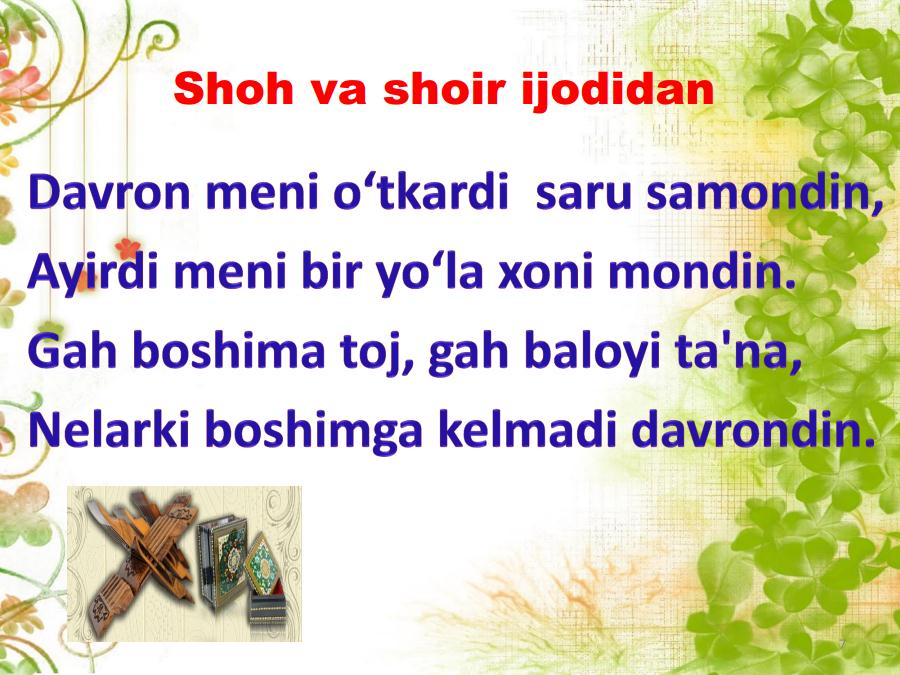 Shoh va shoir ijodidan
Davron meni o‘tkardi saru samondin,
Ayirdi meni bir yo‘la xoni mondin.
Gah boshima toj, gah baloyi ta'na,
Nelarki boshimga kelmadi davrondin.
7